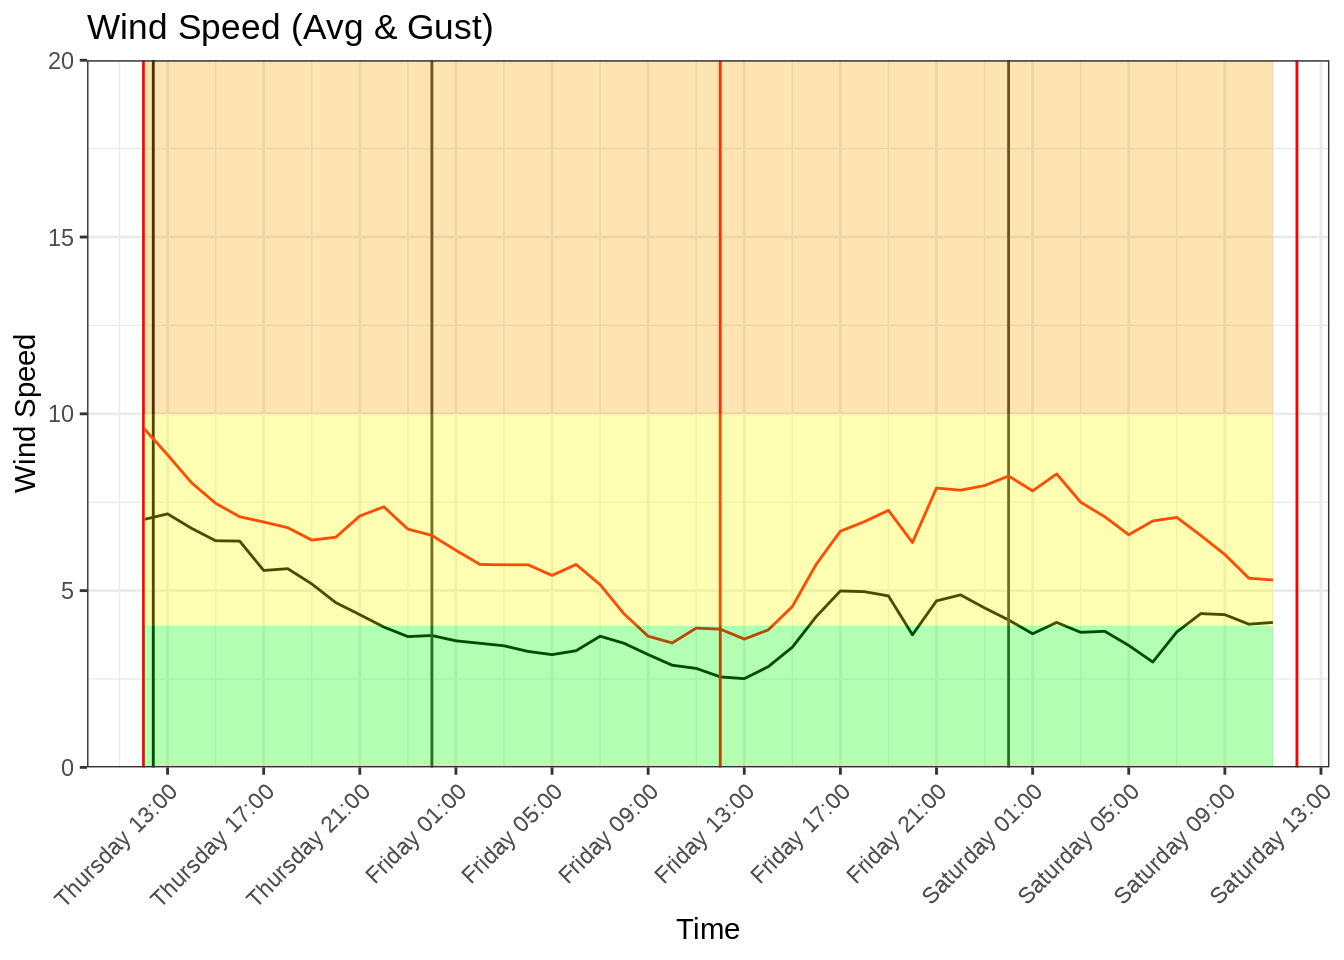 Wind Speed (Avg & Gust)
20
15
10
5
0
Wind Speed
Thursday 13:00
Thursday 17:00
Thursday 21:00
Friday 01:00
Friday 05:00
Friday 09:00
Friday 13:00
Friday 17:00
Friday 21:00
Saturday 01:00
Saturday 05:00
Saturday 09:00
Saturday 13:00
Time